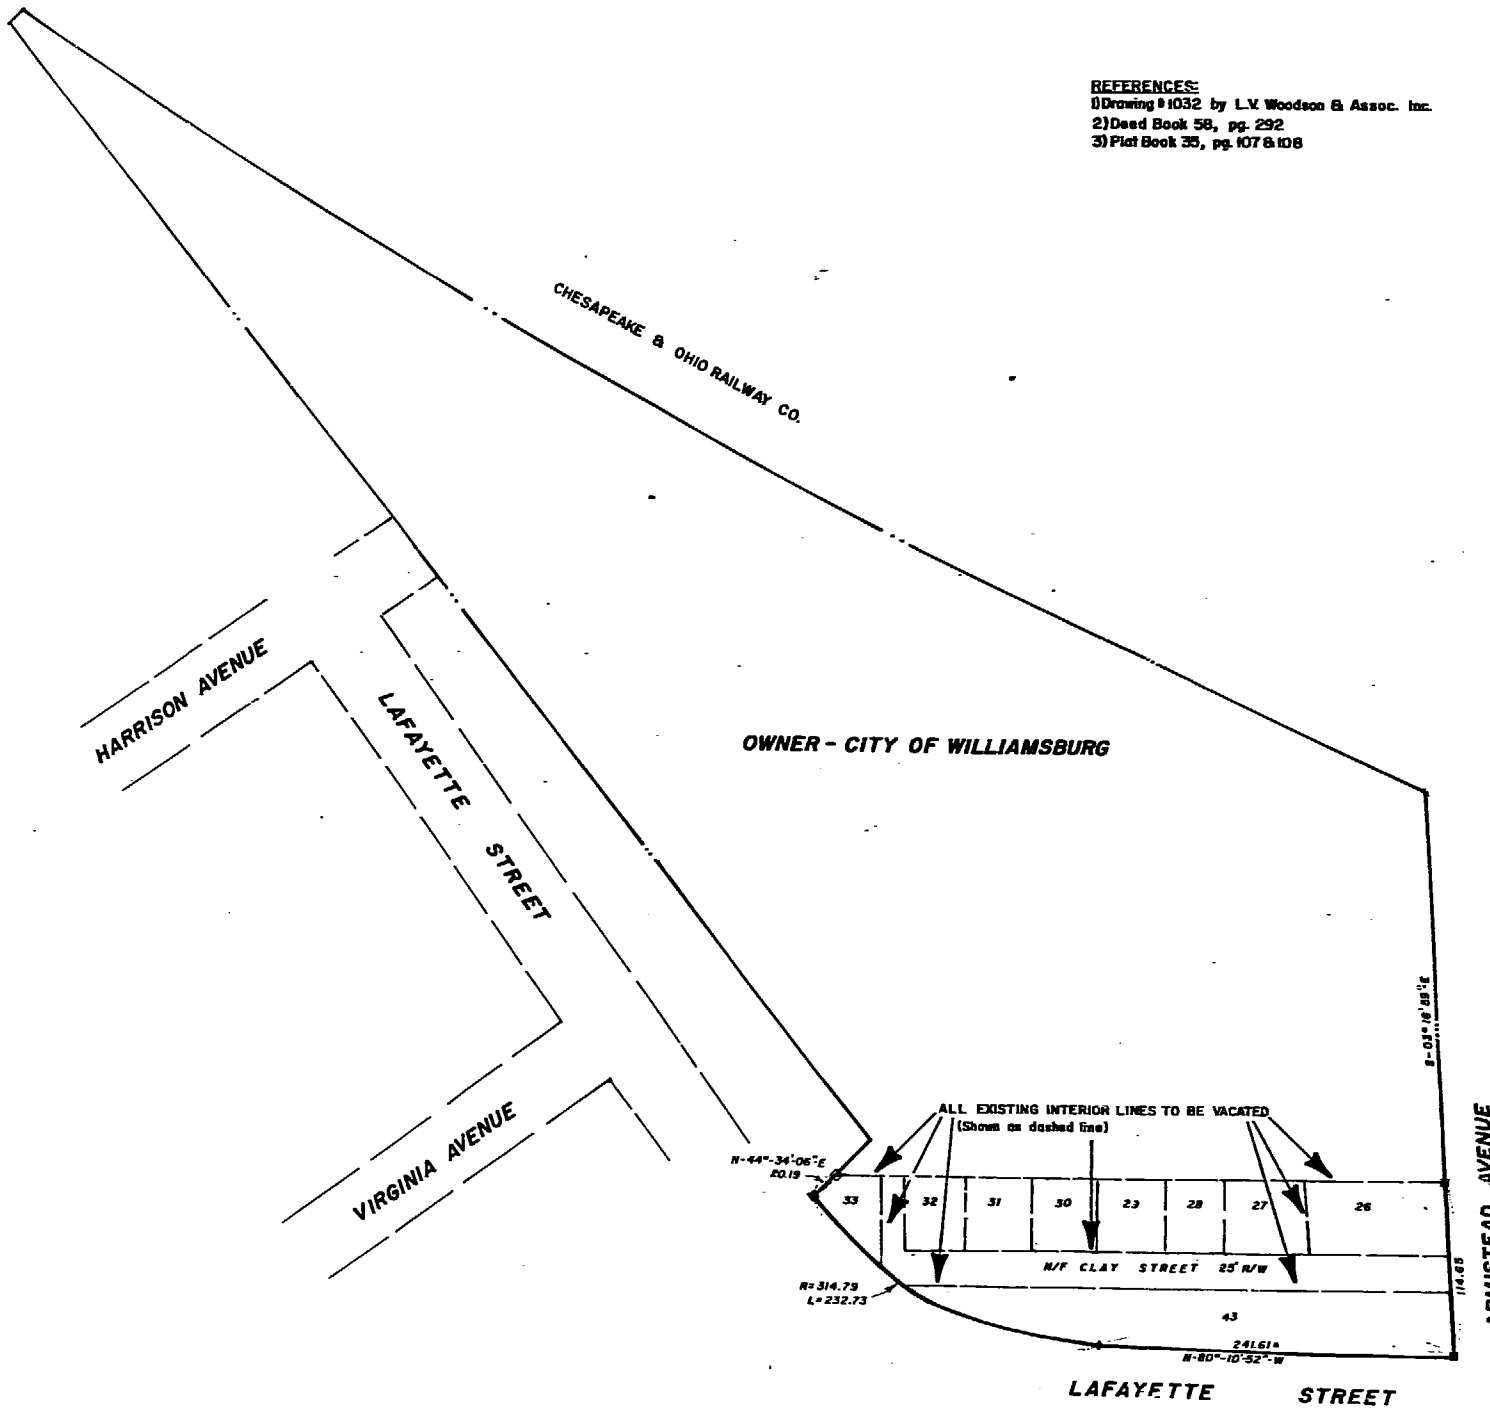 REFERENCES:
1) Drawing #1032 by L.V. Woodson & Assoc. Inc.
2) Deed Book 58, pg. 292
3) Plat Book 35, pg. 107 & 108
CHESAPEAKE & OHIO RAILWAY CO.
HARRISON AVENUE
LAFAYETTE STREET
OWNER - CITY OF WILLIAMSBURG
VIRGINIA AVENUE
ALL EXISTING INTERIOR LINES TO BE VACATED
(Shown as dashed line)
N-44°-34'-06"-E
20.19
33
32
31
30
29
28
27
26
N/F CLAY STREET 25' R/W
R=314.79
L=232.73
43
241.61±
N-80°-10'-52"-W
114.65
ARMISTEAD AVENUE
LAFAYETTE STREET